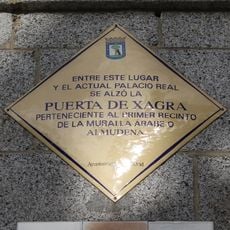 ENTRE ESTE LUGAR
Y EL ACTUAL PALACIO REAL
SE ALZÓ LA
PUERTA DE XAGRA
PERTENECIENTE AL PRIMER RECINTO
DE LA MURALLA ARABE O
ALMUDENA
Ayuntamiento